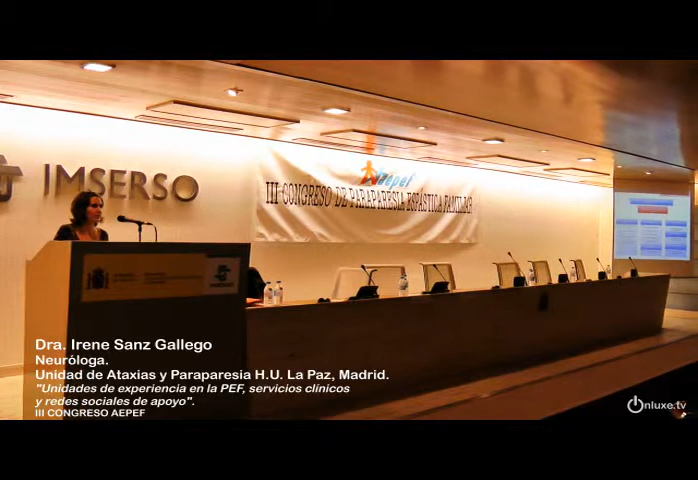 IMSERSO
aepef
III CONGRESO DE PARAPARESIA ESPÁSTICA FAMILIAR
Dra. Irene Sanz Gallego
Neuróloga.
Unidad de Ataxias y Paraparesia H.U. La Paz, Madrid.
"Unidades de experiencia en la PEF, servicios clínicos
y redes sociales de apoyo".
III CONGRESO AEPEF
onluxe.tv